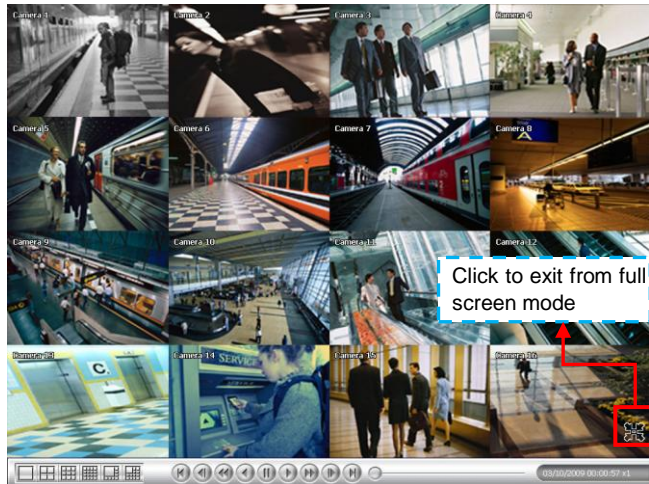 Camera 1
Camera 2
Camera 3
Camera 4
Camera 5
Camera 6
Camera 7
Camera 8
Camera 9
Camera 10
Camera 11
Camera 12
Click to exit from full
screen mode
Camera 13
Camera 14
Camera 15
Camera 16
C.
SERVICE
03/10/2009 00:00:57 x1